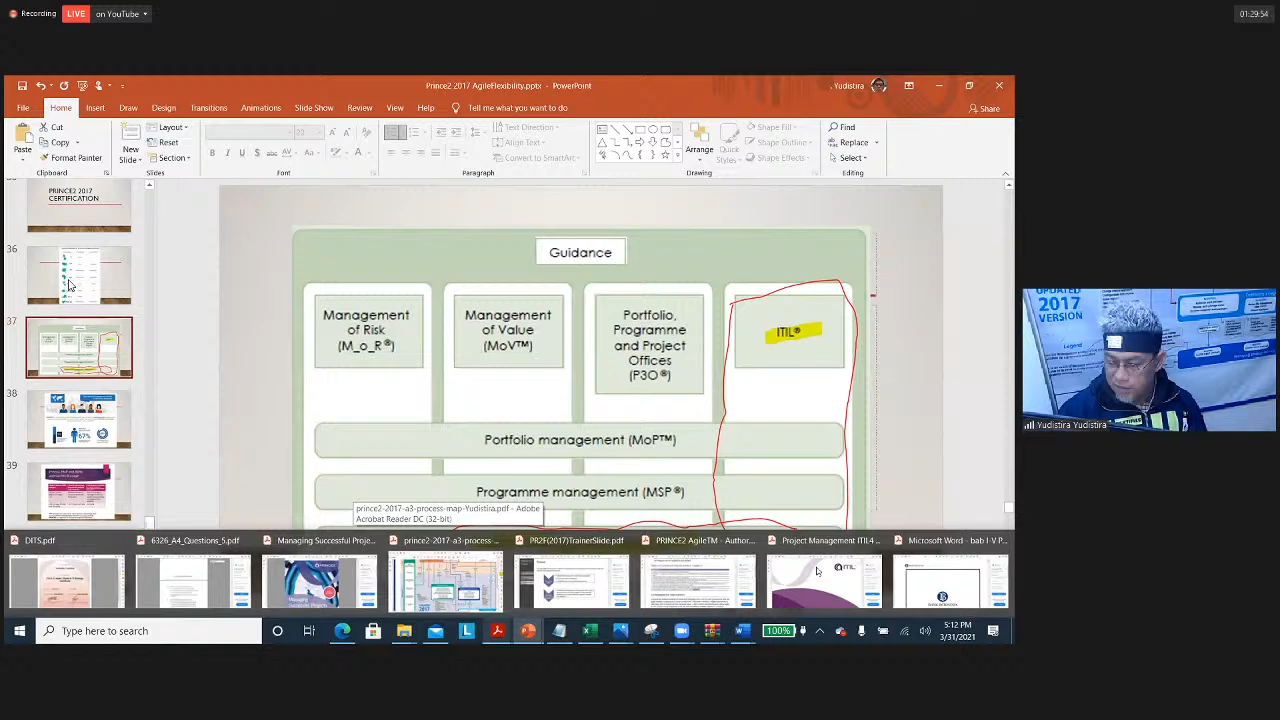 Recording
LIVE
on YouTube
01:29:54
Prince2 2017 AgileFlexibility.pptx - PowerPoint
. Yudistira
File Home Insert Draw Design Transitions Animations Slide Show Review View Help Tell me what you want to do
Share
Paste
Cut
Copy
Format Painter
Clipboard
New
Slide
Layout
Reset
Section
Slides
Font
Text Direction
Align Text
Convert to SmartArt
Paragraph
Arrange
Quick
Styles
Shape Fill
Shape Outline
Shape Effects
Drawing
Find
Replace
Select
Editing
PRINCE2 2017
CERTIFICATION
36
37
38
67%
39
Guidance
Management
of Risk
(M_o_R®)
Management
of Value
(MoV™)
Portfolio,
Programme
and Project
Offices
(P3O®)
ITIL®
Portfolio management (MoP™)
Programme management (MSP®)
prince2-2017-a3-process-map-Yudistira.pdf - Adobe
Acrobat Reader DC (32-bit)
UPDATED
2017
VERSION
Legend
Yudistira Yudistira
DITS.pdf
6326_A4_Questions_5.pdf
Managing Successful Proje...
prince2-2017-a3-process-...
PR2F(2017)TrainerSlide.pdf
PRINCE2 AgileTM - Author...
Project Management ITIL4 ...
Microsoft Word - bab I-V P...
ITIL
Type here to search
100%
5:12 PM
3/31/2021